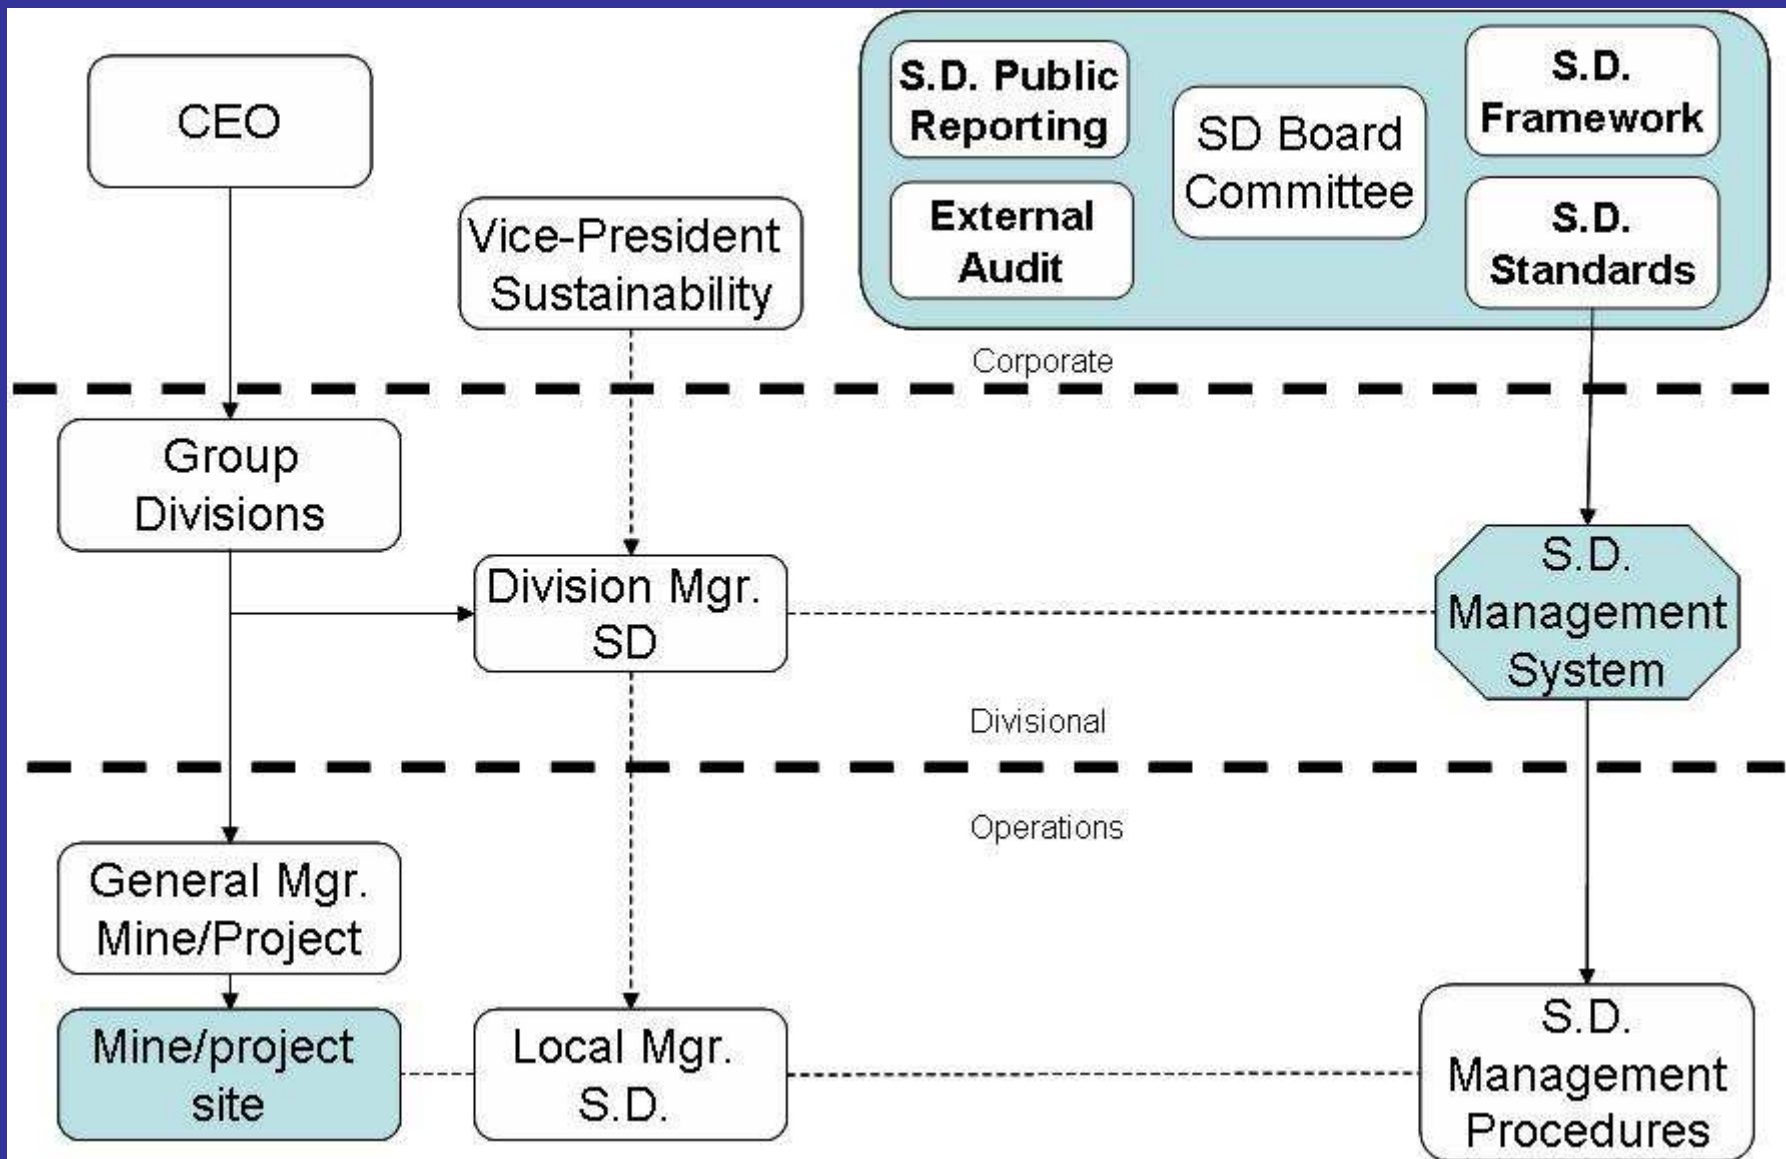 CEO
Vice-President
Sustainability
S.D. Public
Reporting
External
Audit
SD Board
Committee
S.D.
Framework
S.D.
Standards
Corporate
Group
Divisions
Division Mgr.
SD
S.D.
Management
System
Divisional
Operations
General Mgr.
Mine/Project
Mine/project
site
Local Mgr.
S.D.
S.D.
Management
Procedures